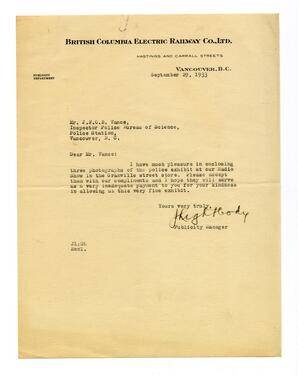 BRITISH COLUMBIA ELECTRIC RAILWAY CO., LTD.
HASTINGS AND CARRALL STREETS
VANCOUVER, B.C.
PUBLICITY
DEPARTMENT
September 29, 1933
Mr. J.F.C.B. Vance,
Inspector Police Bureau of Science,
Police Station,
Vancouver, B. C.
Dear Mr. Vance:
I have much pleasure in enclosing
three photographs of the police exhibit at our Radio
Show in the Granville street store. Please accept
them with our compliments and I hope they will serve
as a very inadequate payment to you for your kindness
in allowing us this very fine exhibit.
Yours very truly,
Publicity Manager
Encl.